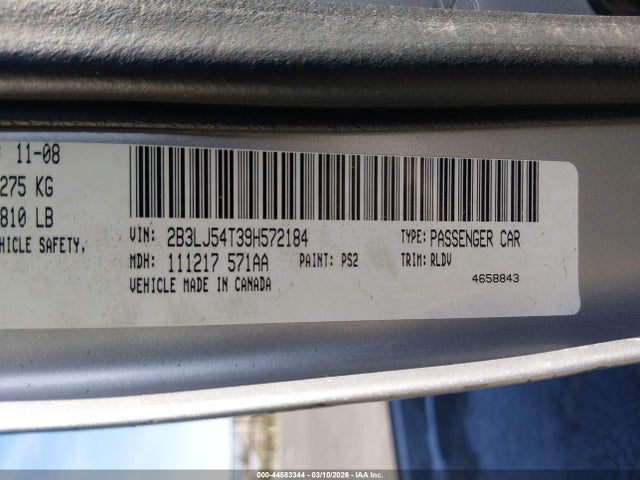 11-08
275 KG
810 LB
HICLE SAFETY,
VIN: 2B3LJ54T39H572184 TYPE: PASSENGER CAR
MDH: 111217 571AA PAINT: PS2 TRIM: RLDV
VEHICLE MADE IN CANADA 4658843
000-44583344 - 03/10/2026 - © IAA Inc.